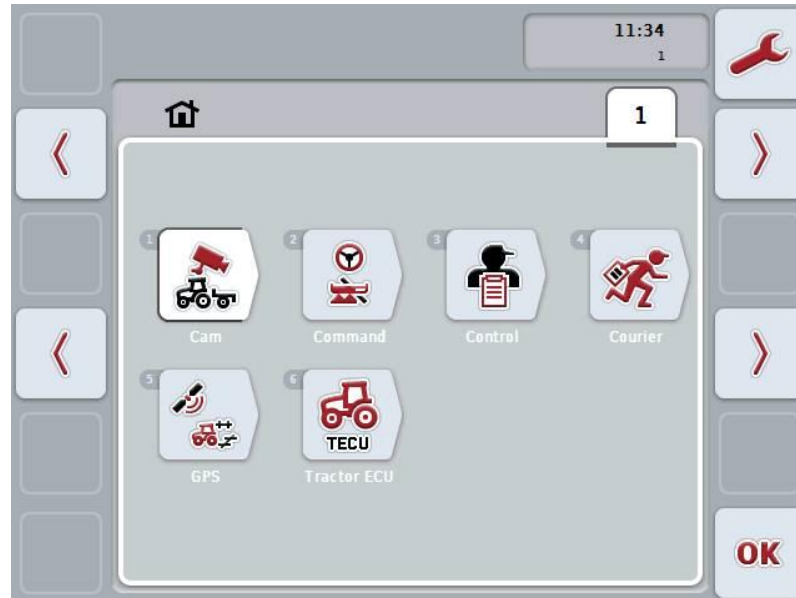 11:34
1
1
1
2
3
4
Cam
Command
Control
Courier
5
6
TECU
GPS
Tractor ECU
OK